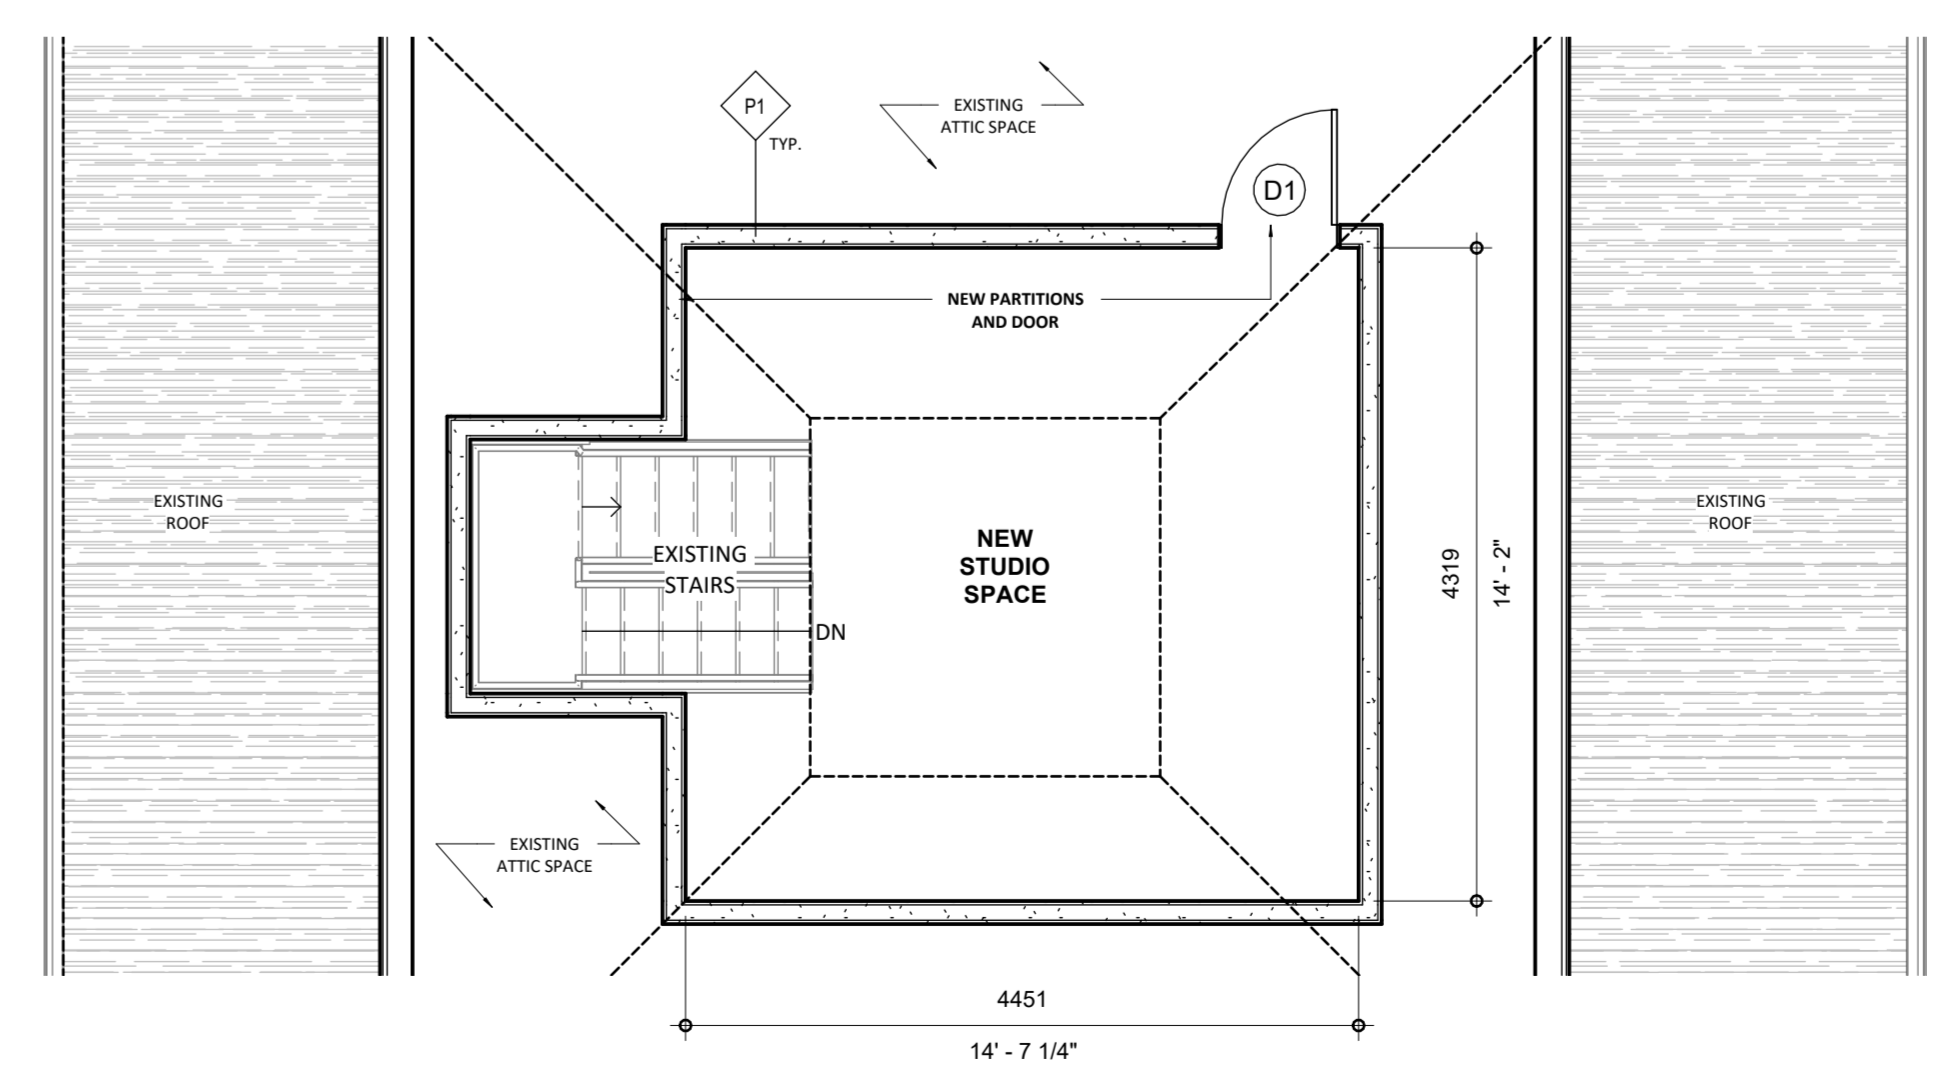 P1
TYP.
EXISTING
ATTIC SPACE
D1
NEW PARTITIONS
AND DOOR
EXISTING
ROOF
EXISTING
STAIRS
DN
NEW
STUDIO
SPACE
4319
14' - 2"
EXISTING
ROOF
EXISTING
ATTIC SPACE
4451
14' - 7 1/4"